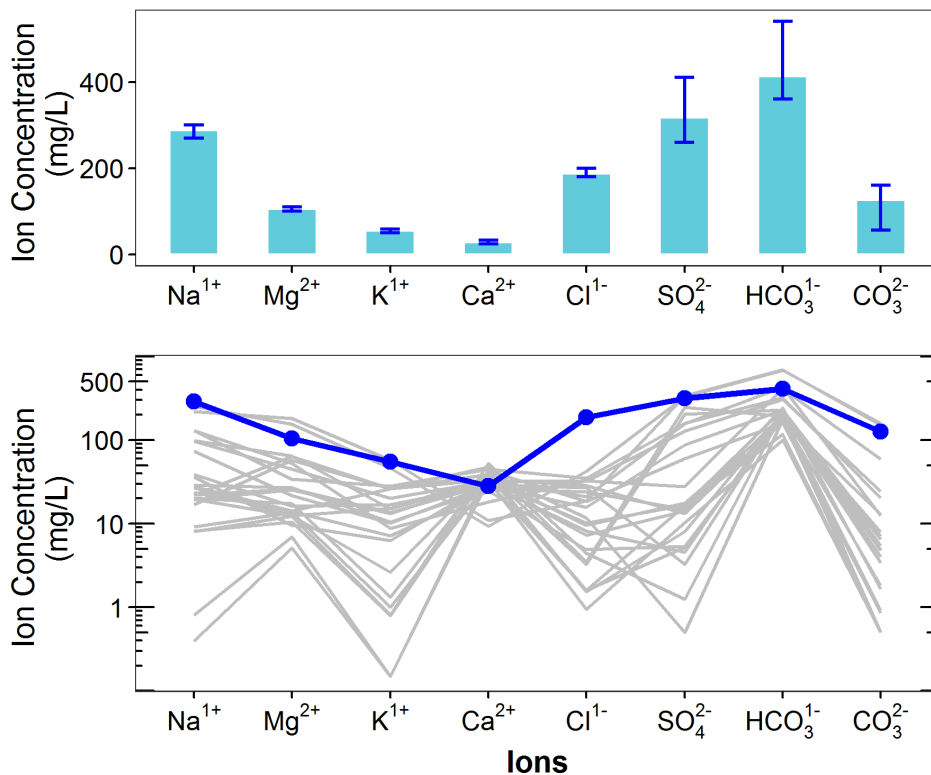 Ion Concentration
(mg/L)
400
200
0
Na¹⁺ Mg²⁺ K¹⁺ Ca²⁺ Cl¹⁻ SO₄²⁻ HCO₃¹⁻ CO₃²⁻
Ion Concentration
(mg/L)
500
100
10
1
Na¹⁺ Mg²⁺ K¹⁺ Ca²⁺ Cl¹⁻ SO₄²⁻ HCO₃¹⁻ CO₃²⁻
Ions